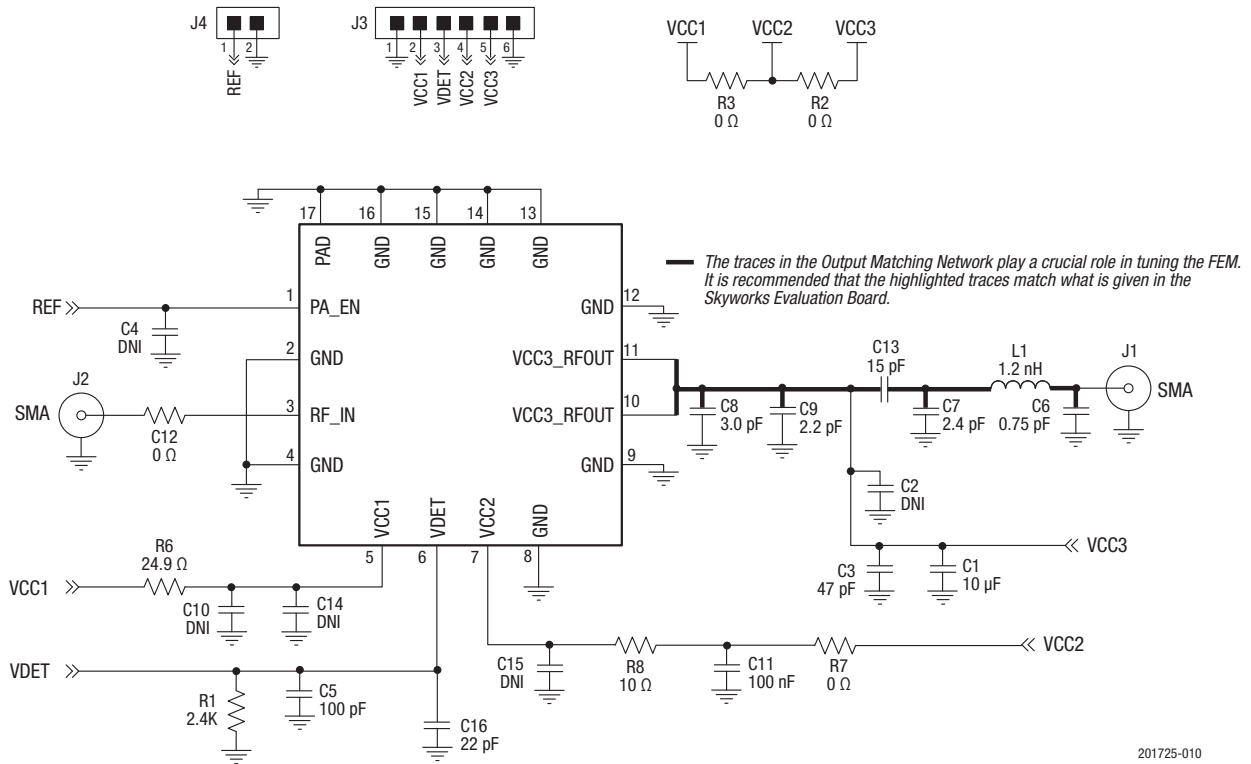 J4
1
2
REF
J3
1
2
3
4
5
6
VCC1
VDET
VCC2
VCC3
VCC1
VCC2
VCC3
R3
0 Ω
R2
0 Ω
17
16
15
14
13
PAD
GND
GND
GND
GND
The traces in the Output Matching Network play a crucial role in tuning the FEM.
It is recommended that the highlighted traces match what is given in the
Skyworks Evaluation Board.
REF
C4
DNI
1
PA_EN
GND
12
2
GND
VCC3_RFOUT
11
J2
SMA
C12
0 Ω
3
RF_IN
VCC3_RFOUT
10
4
GND
GND
9
C8
3.0 pF
C9
2.2 pF
C13
15 pF
C7
2.4 pF
L1
1.2 nH
C6
0.75 pF
J1
SMA
VCC1
VDET
VCC2
GND
5
6
7
8
C2
DNI
VCC3
C3
47 pF
C1
10 µF
VCC1
R6
24.9 Ω
C10
DNI
C14
DNI
VDET
R1
2.4K
C5
100 pF
C16
22 pF
C15
DNI
R8
10 Ω
C11
100 nF
R7
0 Ω
VCC2
201725-010